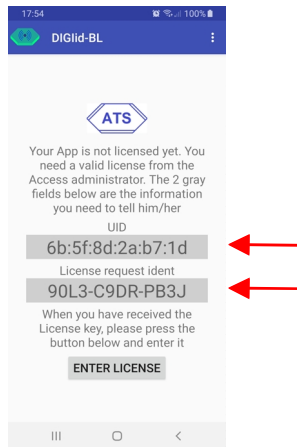 17:54 100%
DIGIid-BL
ATS
Your App is not licensed yet. You
need a valid license from the
Access administrator. The 2 gray
fields below are the information
you need to tell him/her
UID
6b:5f:8d:2a:b7:1d
License request ident
90L3-C9DR-PB3J
When you have received the
License key, please press the
button below and enter it
ENTER LICENSE